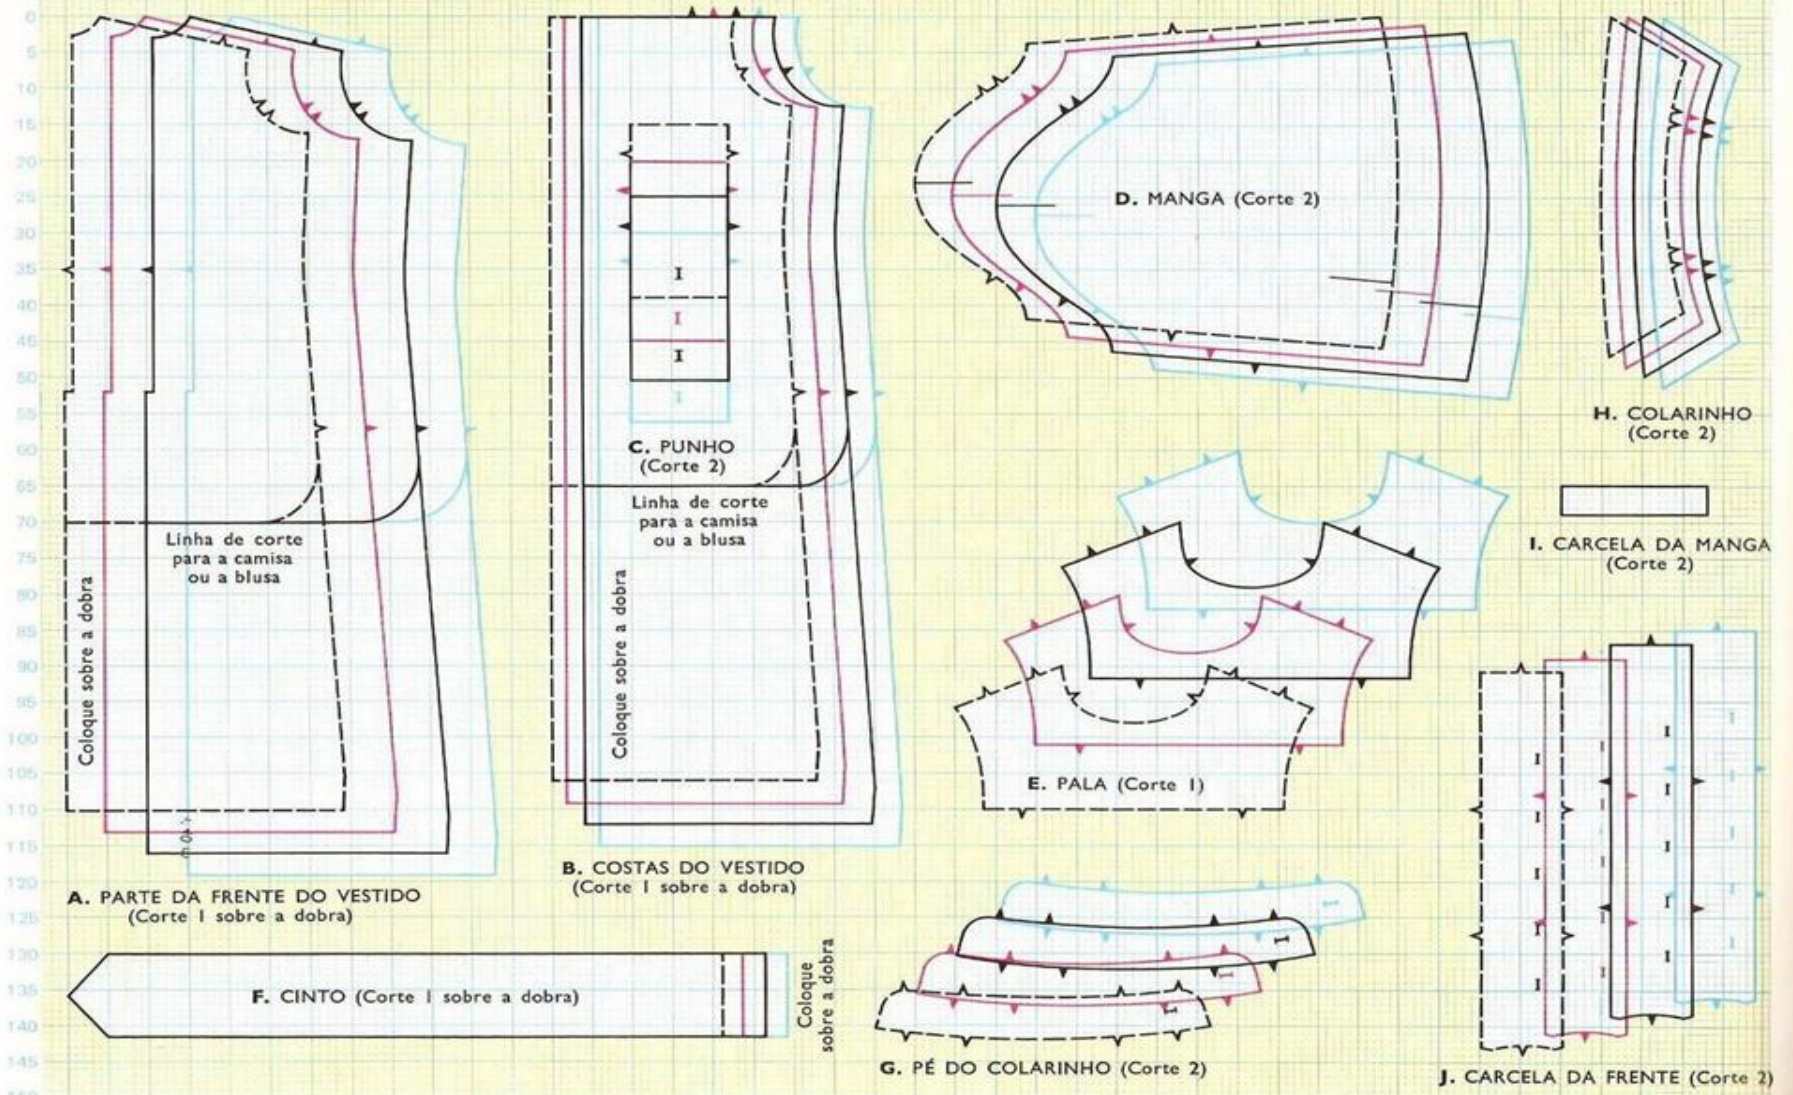 0
5
10
15
20
25
30
35
40
45
50
55
60
65
70
75
80
85
90
95
100
105
110
115
120
125
130
135
140
145
Coloque sobre a dobra
Linha de corte
para a camisa
ou a blusa
A. PARTE DA FRENTE DO VESTIDO
(Corte 1 sobre a dobra)
C. PUNHO
(Corte 2)
Linha de corte
para a camisa
ou a blusa
Coloque sobre a dobra
B. COSTAS DO VESTIDO
(Corte 1 sobre a dobra)
D. MANGA (Corte 2)
H. COLARINHO
(Corte 2)
I. CARCELA DA MANGA
(Corte 2)
E. PALA (Corte 1)
F. CINTO (Corte 1 sobre a dobra)
Coloque
sobre a dobra
G. PÉ DO COLARINHO (Corte 2)
J. CARCELA DA FRENTE (Corte 2)